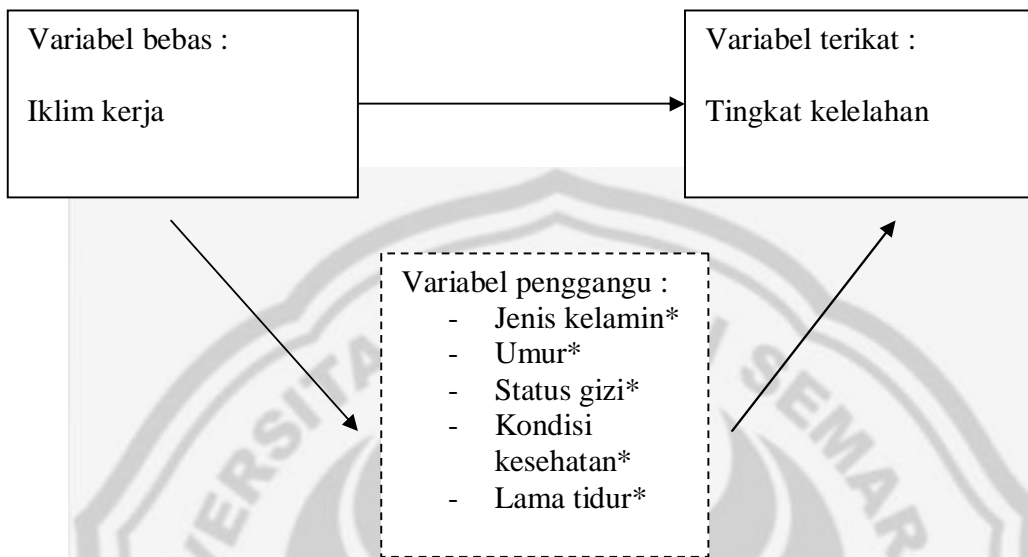 Variabel bebas :
Iklim kerja
Variabel terikat :
Tingkat kelelahan
Variabel penggangu :
- Jenis kelamin*
- Umur*
- Status gizi*
- Kondisi
kesehatan*
- Lama tidur*
SEMAR